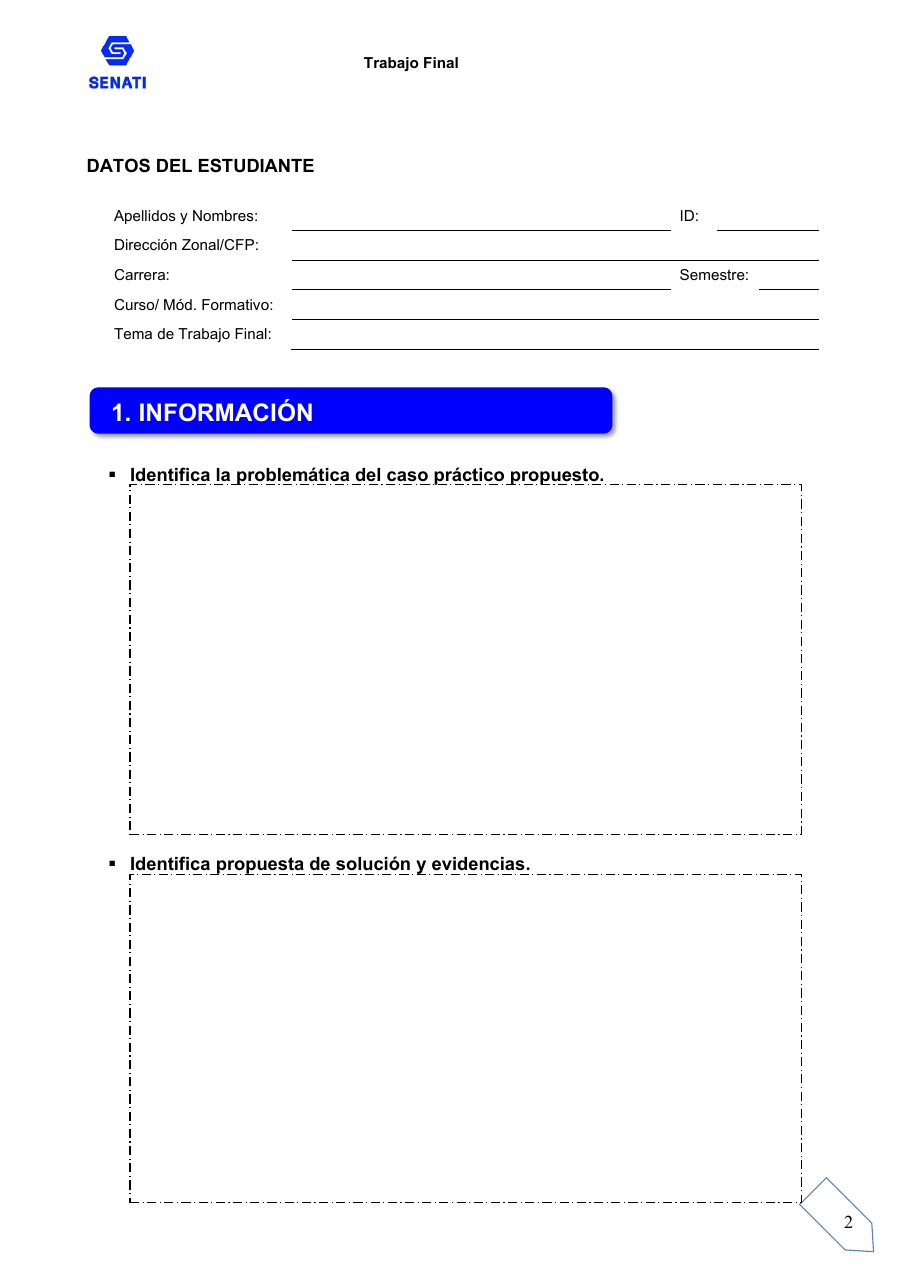 SENATI
Trabajo Final
DATOS DEL ESTUDIANTE
Apellidos y Nombres: ID:
Dirección Zonal/CFP:
Carrera: Semestre:
Curso/ Mód. Formativo:
Tema de Trabajo Final:
1. INFORMACIÓN
▪ Identifica la problemática del caso práctico propuesto.
▪ Identifica propuesta de solución y evidencias.
2